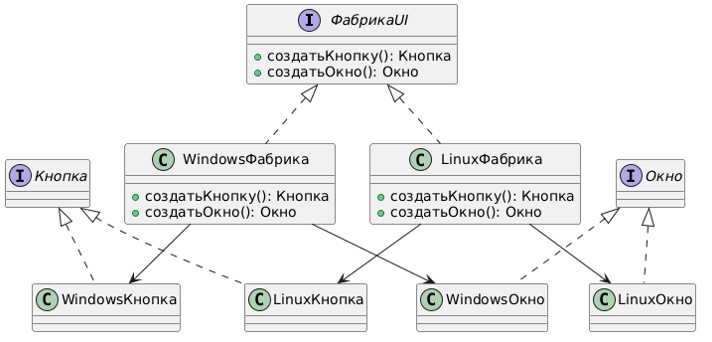 I ФабрикаUI
создатьКнопку(): Кнопка
создатьОкно(): Окно
I Кнопка
C WindowsФабрика
создатьКнопку(): Кнопка
создатьОкно(): Окно
C LinuxФабрика
создатьКнопку(): Кнопка
создатьОкно(): Окно
I Окно
C WindowsКнопка
C LinuxКнопка
C WindowsОкно
C LinuxОкно